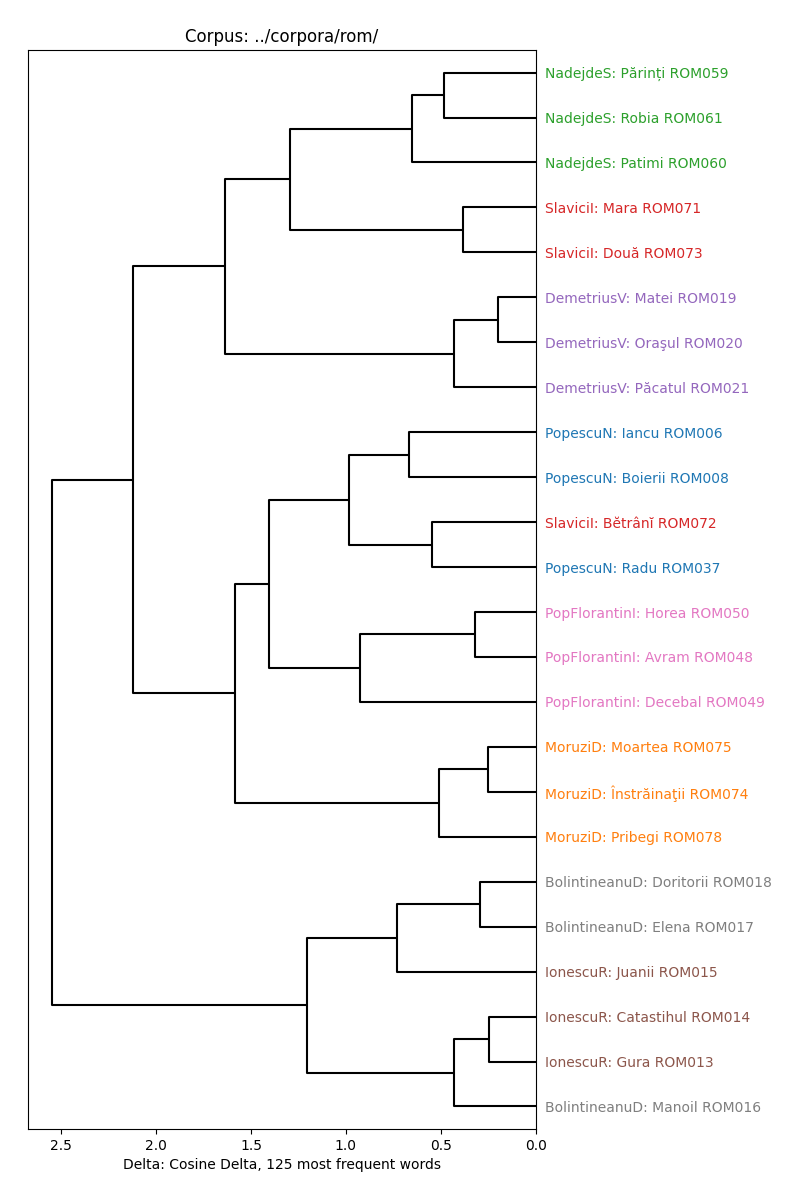 Corpus: ../corpora/rom/
NadejdeS: Părinți ROM059
NadejdeS: Robia ROM061
NadejdeS: Patimi ROM060
SlaviciI: Mara ROM071
SlaviciI: Două ROM073
DemetriusV: Matei ROM019
DemetriusV: Oraşul ROM020
DemetriusV: Păcatul ROM021
PopescuN: Iancu ROM006
PopescuN: Boierii ROM008
SlaviciI: Bĕtrânĭ ROM072
PopescuN: Radu ROM037
PopFlorantinI: Horea ROM050
PopFlorantinI: Avram ROM048
PopFlorantinI: Decebal ROM049
MoruziD: Moartea ROM075
MoruziD: Înstrăinaţii ROM074
MoruziD: Pribegi ROM078
BolintineanuD: Doritorii ROM018
BolintineanuD: Elena ROM017
IonescuR: Juanii ROM015
IonescuR: Catastihul ROM014
IonescuR: Gura ROM013
BolintineanuD: Manoil ROM016
2.5 2.0 1.5 1.0 0.5 0.0
Delta: Cosine Delta, 125 most frequent words